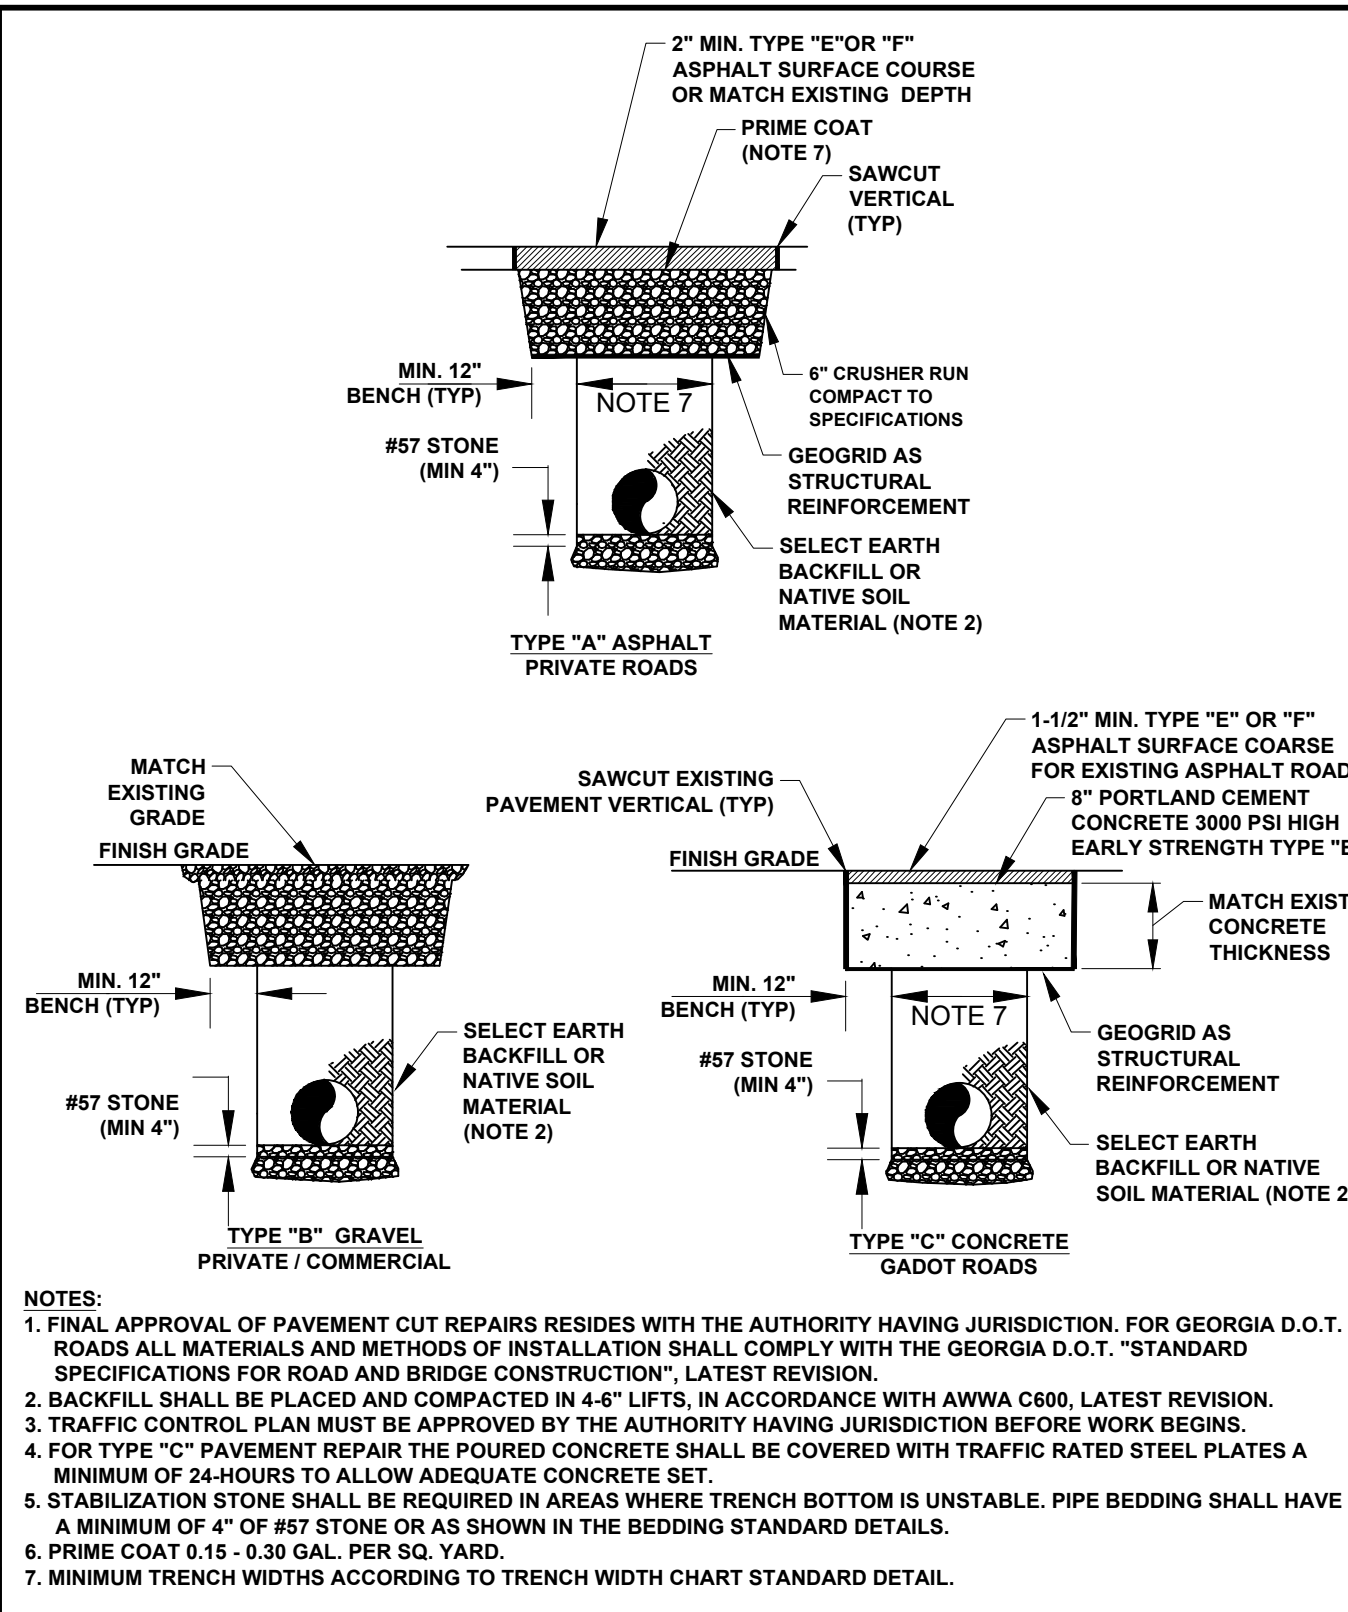 2" MIN. TYPE "E"OR "F"
ASPHALT SURFACE COURSE
OR MATCH EXISTING DEPTH
PRIME COAT
(NOTE 7)
SAWCUT
VERTICAL
(TYP)
MIN. 12"
BENCH (TYP)
NOTE 7
6" CRUSHER RUN
COMPACT TO
SPECIFICATIONS
#57 STONE
(MIN 4")
GEOGRID AS
STRUCTURAL
REINFORCEMENT
SELECT EARTH
BACKFILL OR
NATIVE SOIL
MATERIAL (NOTE 2)
TYPE "A" ASPHALT
PRIVATE ROADS
MATCH
EXISTING
GRADE
FINISH GRADE
MIN. 12"
BENCH (TYP)
SELECT EARTH
BACKFILL OR
NATIVE SOIL
MATERIAL
(NOTE 2)
#57 STONE
(MIN 4")
TYPE "B" GRAVEL
PRIVATE / COMMERCIAL
1-1/2" MIN. TYPE "E" OR "F"
ASPHALT SURFACE COARSE
FOR EXISTING ASPHALT ROAD
SAWCUT EXISTING
PAVEMENT VERTICAL (TYP)
8" PORTLAND CEMENT
CONCRETE 3000 PSI HIGH
EARLY STRENGTH TYPE "E
FINISH GRADE
MATCH EXIST
CONCRETE
THICKNESS
MIN. 12"
BENCH (TYP)
NOTE 7
GEOGRID AS
STRUCTURAL
REINFORCEMENT
#57 STONE
(MIN 4")
SELECT EARTH
BACKFILL OR NATIVE
SOIL MATERIAL (NOTE 2
TYPE "C" CONCRETE
GADOT ROADS
NOTES:
1. FINAL APPROVAL OF PAVEMENT CUT REPAIRS RESIDES WITH THE AUTHORITY HAVING JURISDICTION. FOR GEORGIA D.O.T.
ROADS ALL MATERIALS AND METHODS OF INSTALLATION SHALL COMPLY WITH THE GEORGIA D.O.T. "STANDARD
SPECIFICATIONS FOR ROAD AND BRIDGE CONSTRUCTION", LATEST REVISION.
2. BACKFILL SHALL BE PLACED AND COMPACTED IN 4-6" LIFTS, IN ACCORDANCE WITH AWWA C600, LATEST REVISION.
3. TRAFFIC CONTROL PLAN MUST BE APPROVED BY THE AUTHORITY HAVING JURISDICTION BEFORE WORK BEGINS.
4. FOR TYPE "C" PAVEMENT REPAIR THE POURED CONCRETE SHALL BE COVERED WITH TRAFFIC RATED STEEL PLATES A
MINIMUM OF 24-HOURS TO ALLOW ADEQUATE CONCRETE SET.
5. STABILIZATION STONE SHALL BE REQUIRED IN AREAS WHERE TRENCH BOTTOM IS UNSTABLE. PIPE BEDDING SHALL HAVE
A MINIMUM OF 4" OF #57 STONE OR AS SHOWN IN THE BEDDING STANDARD DETAILS.
6. PRIME COAT 0.15 - 0.30 GAL. PER SQ. YARD.
7. MINIMUM TRENCH WIDTHS ACCORDING TO TRENCH WIDTH CHART STANDARD DETAIL.